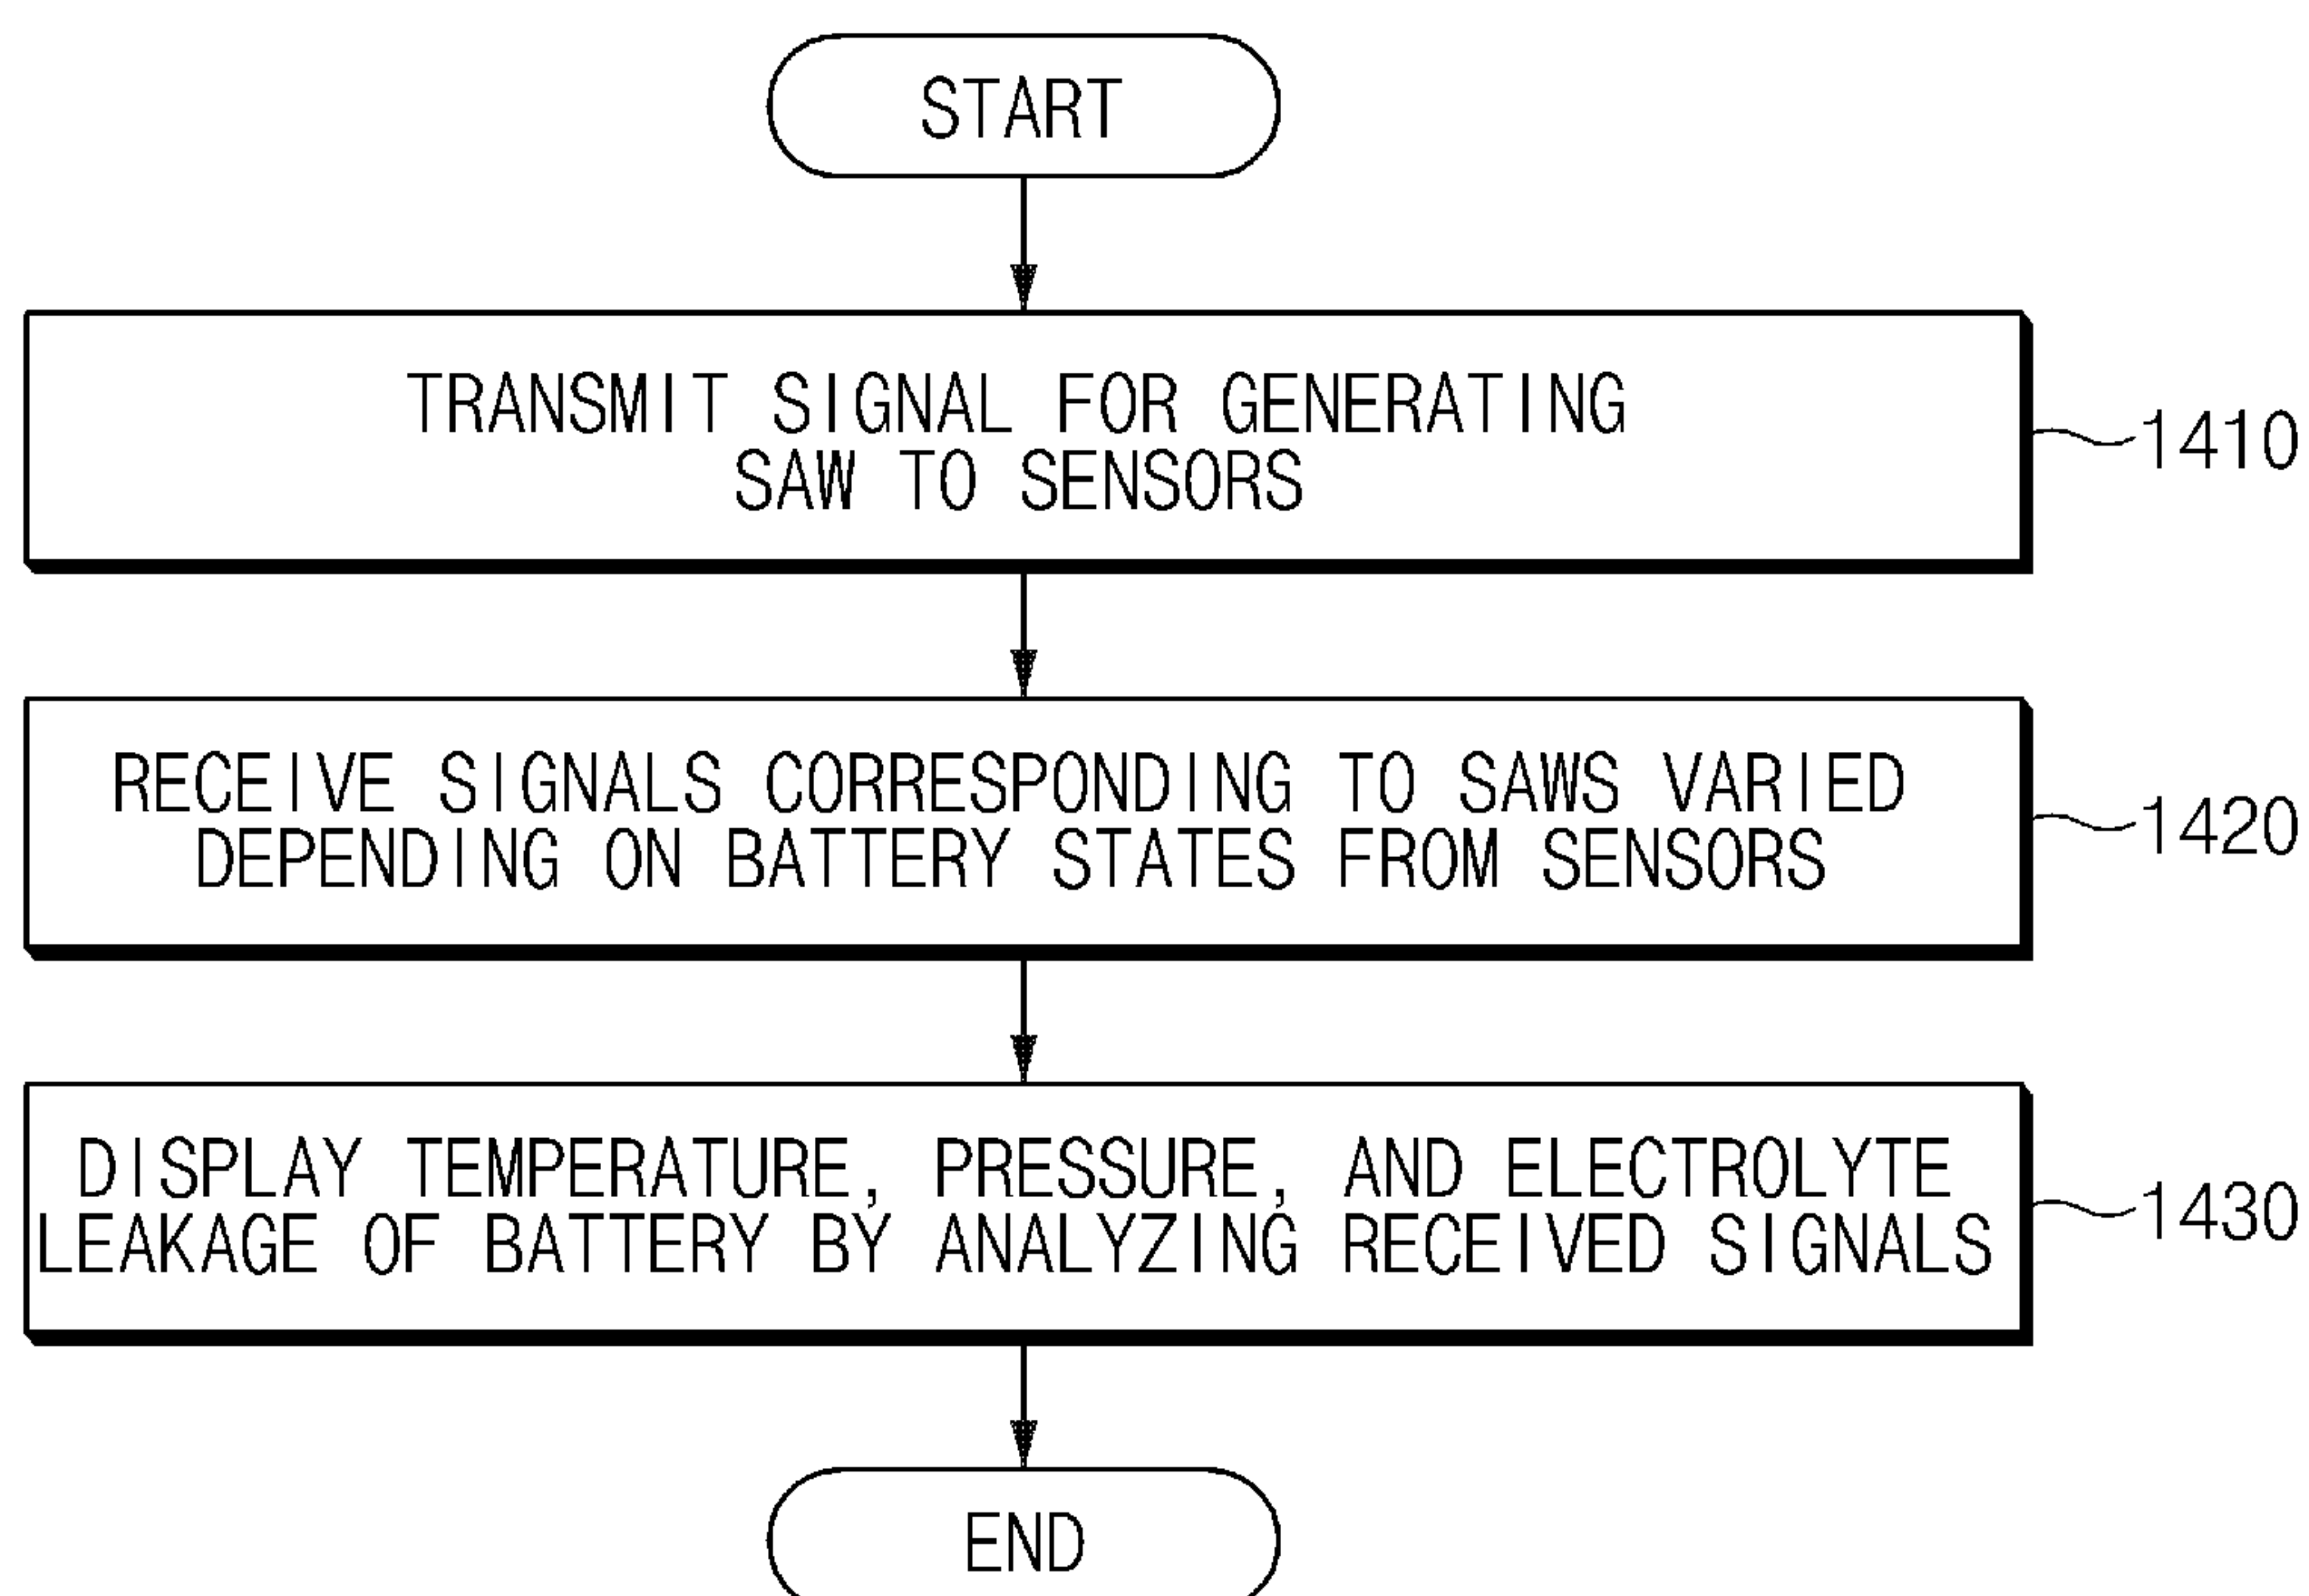 START
TRANSMIT SIGNAL FOR GENERATING
SAW TO SENSORS
1410
RECEIVE SIGNALS CORRESPONDING TO SAWS VARIED
DEPENDING ON BATTERY STATES FROM SENSORS
1420
DISPLAY TEMPERATURE, PRESSURE, AND ELECTROLYTE
LEAKAGE OF BATTERY BY ANALYZING RECEIVED SIGNALS
1430
END